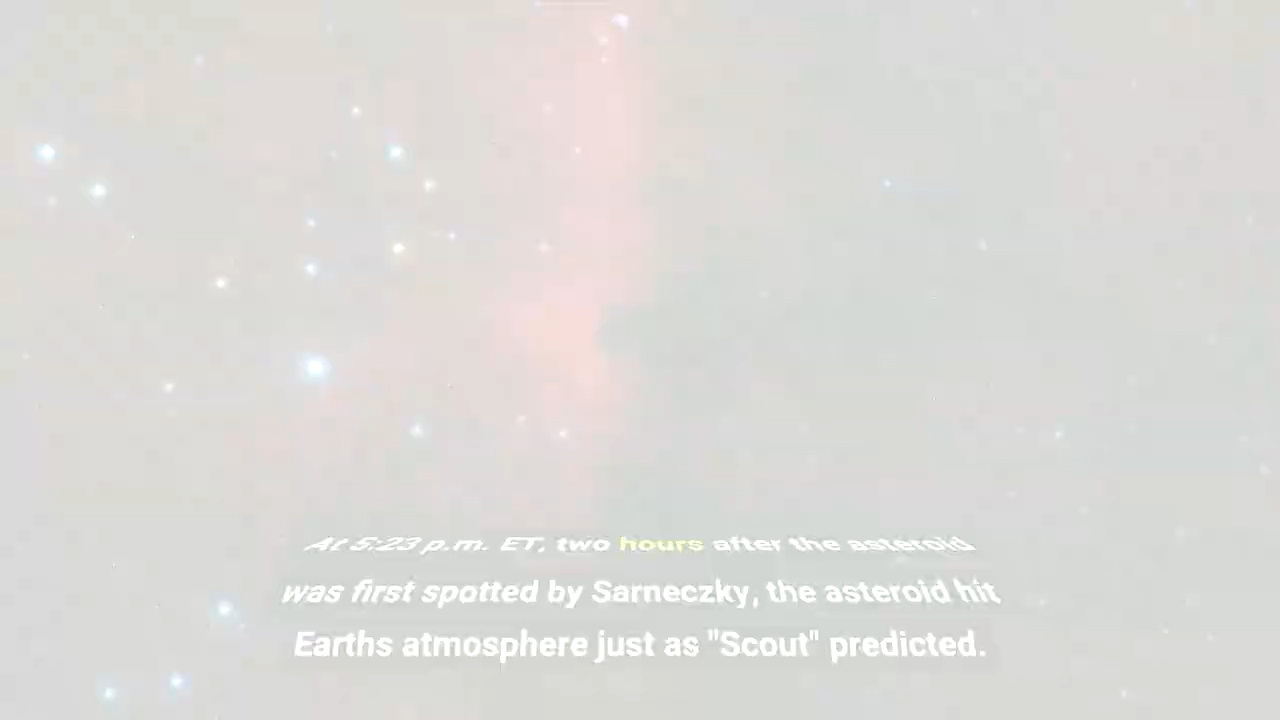 At 5:23 p.m. ET, two hours after the asteroid
was first spotted by Sarneczky, the asteroid hit
Earths atmosphere just as "Scout" predicted.